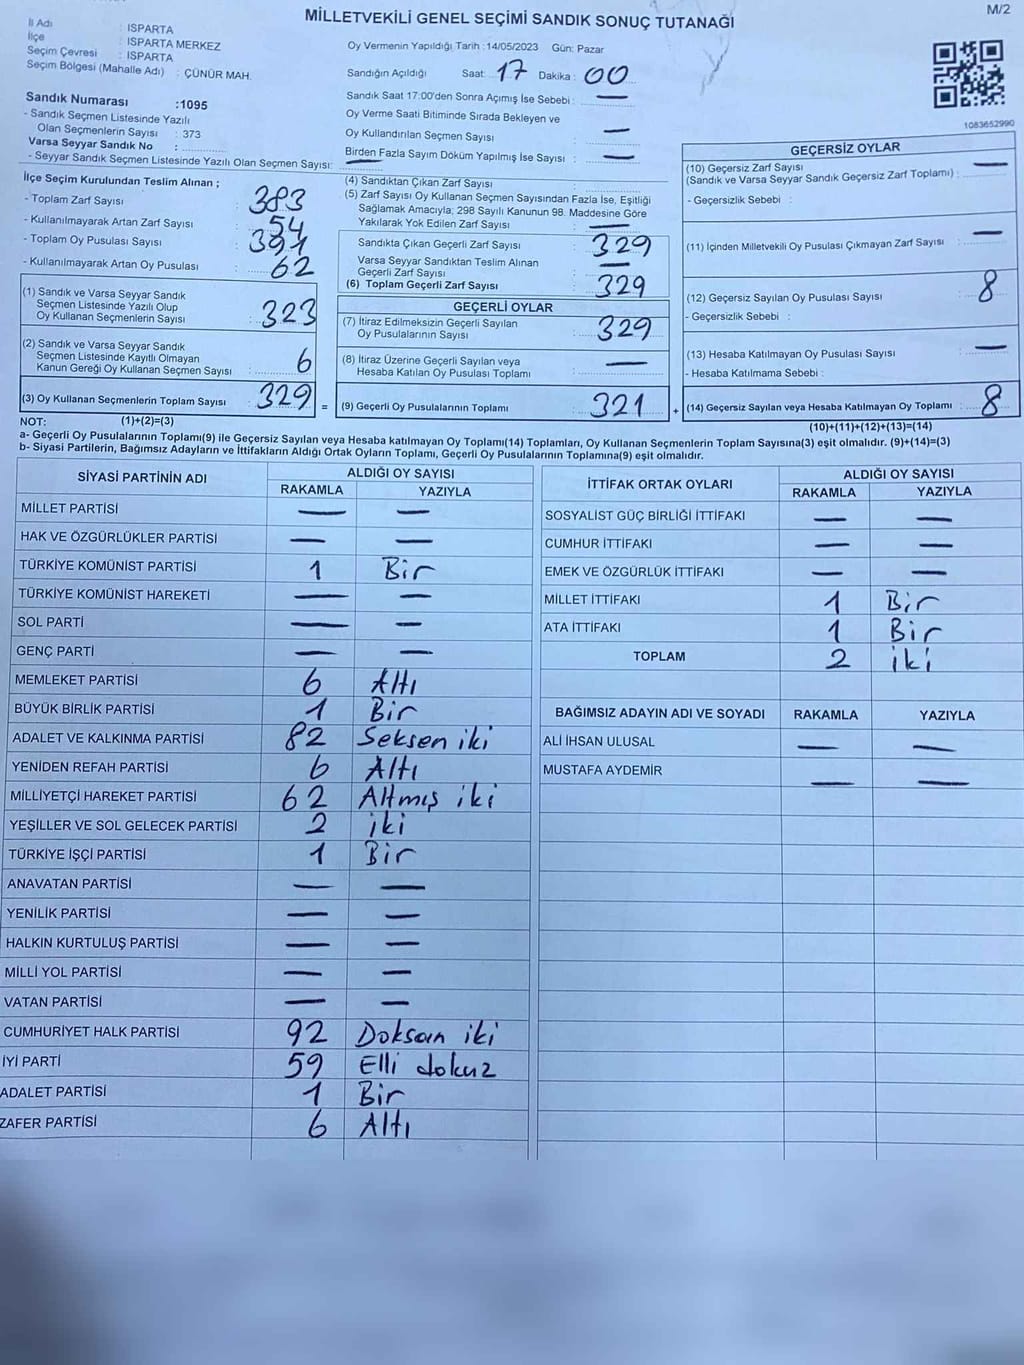 MİLLETVEKİLİ GENEL SEÇİMİ SANDIK SONUÇ TUTANAĞI
M/2
İl Adı : ISPARTA
İlçe : ISPARTA MERKEZ
Seçim Çevresi : ISPARTA
Seçim Bölgesi (Mahalle Adı) : ÇÜNÜR MAH.
Sandık Numarası :1095
- Sandık Seçmen Listesinde Yazılı
Olan Seçmenlerin Sayısı : 373
Varsa Seyyar Sandık No :
- Seyyar Sandık Seçmen Listesinde Yazılı Olan Seçmen Sayısı: —
Oy Vermenin Yapıldığı Tarih :14/05/2023 Gün: Pazar
Sandığın Açıldığı Saat: 17 Dakika : 00
Sandık Saat 17:00'den Sonra Açımış İse Sebebi : —
Oy Verme Saati Bitiminde Sırada Bekleyen ve
Oy Kullandırılan Seçmen Sayısı : —
Birden Fazla Sayım Döküm Yapılmış İse Sayısı : —
1083652990
İlçe Seçim Kurulundan Teslim Alınan ;
- Toplam Zarf Sayısı : 383
- Kullanılmayarak Artan Zarf Sayısı : 54
- Toplam Oy Pusulası Sayısı : 391
- Kullanılmayarak Artan Oy Pusulası : 62
(1) Sandık ve Varsa Seyyar Sandık
Seçmen Listesinde Yazılı Olup
Oy Kullanan Seçmenlerin Sayısı : 323
(2) Sandık ve Varsa Seyyar Sandık
Seçmen Listesinde Kayıtlı Olmayan
Kanun Gereği Oy Kullanan Seçmen Sayısı : 6
(3) Oy Kullanan Seçmenlerin Toplam Sayısı : 329 =
(4) Sandıktan Çıkan Zarf Sayısı :
(5) Zarf Sayısı Oy Kullanan Seçmen Sayısından Fazla İse, Eşitliği
Sağlamak Amacıyla; 298 Sayılı Kanunun 98. Maddesine Göre
Yakılarak Yok Edilen Zarf Sayısı : —
Sandıkta Çıkan Geçerli Zarf Sayısı : 329
Varsa Seyyar Sandıktan Teslim Alınan
Geçerli Zarf Sayısı : —
(6) Toplam Geçerli Zarf Sayısı : 329
GEÇERLİ OYLAR
(7) İtiraz Edilmeksizin Geçerli Sayılan
Oy Pusulalarının Sayısı : 329
(8) İtiraz Üzerine Geçerli Sayılan veya
Hesaba Katılan Oy Pusulası Toplamı : —
(9) Geçerli Oy Pusulalarının Toplamı : 321 +
GEÇERSİZ OYLAR
(10) Geçersiz Zarf Sayısı
(Sandık ve Varsa Seyyar Sandık Geçersiz Zarf Toplamı) : —
- Geçersizlik Sebebi :
(11) İçinden Milletvekili Oy Pusulası Çıkmayan Zarf Sayısı : —
(12) Geçersiz Sayılan Oy Pusulası Sayısı : 8
- Geçersizlik Sebebi :
(13) Hesaba Katılmayan Oy Pusulası Sayısı : —
- Hesaba Katılmama Sebebi :
(14) Geçersiz Sayılan veya Hesaba Katılmayan Oy Toplamı : 8
NOT: (1)+(2)=(3)
(10)+(11)+(12)+(13)=(14)
a- Geçerli Oy Pusulalarının Toplamı(9) ile Geçersiz Sayılan veya Hesaba katılmayan Oy Toplamı(14) Toplamları, Oy Kullanan Seçmenlerin Toplam Sayısına(3) eşit olmalıdır. (9)+(14)=(3)
b- Siyasi Partilerin, Bağımsız Adayların ve İttifakların Aldığı Ortak Oyların Toplamı, Geçerli Oy Pusulalarının Toplamına(9) eşit olmalıdır.
SİYASİ PARTİNİN ADI
ALDIĞI OY SAYISI
RAKAMLA YAZIYLA
MİLLET PARTİSİ — —
HAK VE ÖZGÜRLÜKLER PARTİSİ — —
TÜRKİYE KOMÜNİST PARTİSİ 1 Bir
TÜRKİYE KOMÜNİST HAREKETİ — —
SOL PARTİ — —
GENÇ PARTİ — —
MEMLEKET PARTİSİ 6 Altı
BÜYÜK BİRLİK PARTİSİ 1 Bir
ADALET VE KALKINMA PARTİSİ 82 Seksen iki
YENİDEN REFAH PARTİSİ 6 Altı
MİLLİYETÇİ HAREKET PARTİSİ 62 Altmış iki
YEŞİLLER VE SOL GELECEK PARTİSİ 2 iki
TÜRKİYE İŞÇİ PARTİSİ 1 Bir
ANAVATAN PARTİSİ — —
YENİLİK PARTİSİ — —
HALKIN KURTULUŞ PARTİSİ — —
MİLLİ YOL PARTİSİ — —
VATAN PARTİSİ — —
CUMHURİYET HALK PARTİSİ 92 Doksan iki
İYİ PARTİ 59 Elli dokuz
ADALET PARTİSİ 1 Bir
ZAFER PARTİSİ 6 Altı
İTTİFAK ORTAK OYLARI
ALDIĞI OY SAYISI
RAKAMLA YAZIYLA
SOSYALİST GÜÇ BİRLİĞİ İTTİFAKI — —
CUMHUR İTTİFAKI — —
EMEK VE ÖZGÜRLÜK İTTİFAKI — —
MİLLET İTTİFAKI 1 Bir
ATA İTTİFAKI 1 Bir
TOPLAM 2 iki
BAĞIMSIZ ADAYIN ADI VE SOYADI RAKAMLA YAZIYLA
ALİ İHSAN ULUSAL — —
MUSTAFA AYDEMİR — —